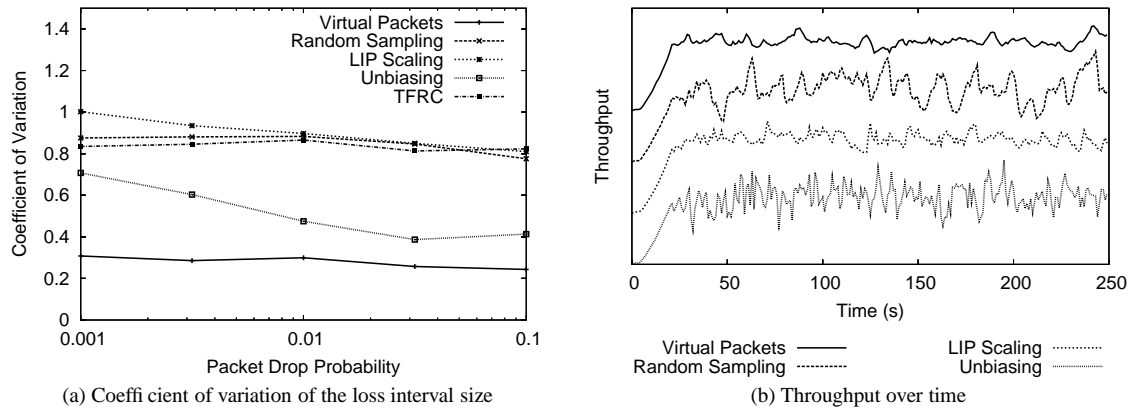 Coefficient of Variation
1.4
1.2
1
0.8
0.6
0.4
0.2
0
0.001
0.01
0.1
Packet Drop Probability
Virtual Packets
Random Sampling
LIP Scaling
Unbiasing
TFRC
(a) Coefficient of variation of the loss interval size
Throughput
0
50
100
150
200
250
Time (s)
Virtual Packets
Random Sampling
LIP Scaling
Unbiasing
(b) Throughput over time